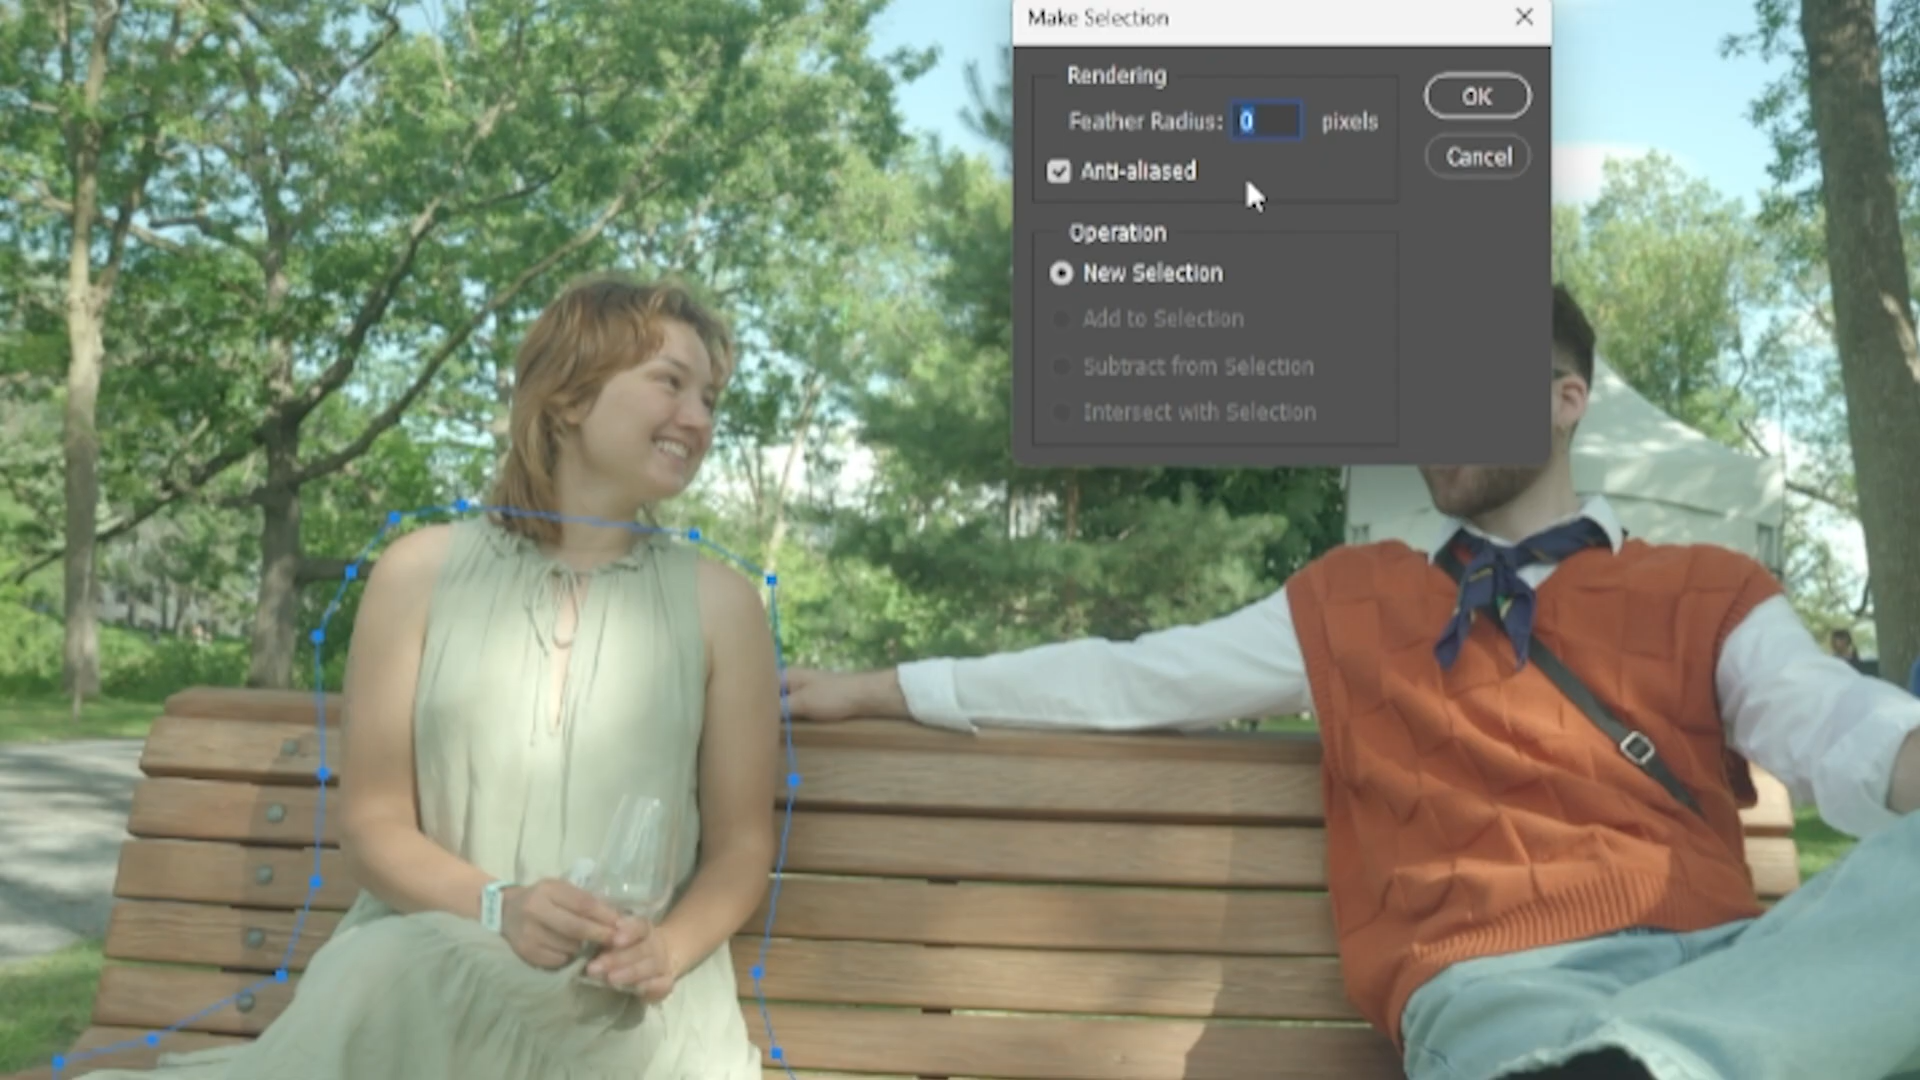 Make Selection
Rendering
OK
Feather Radius: 0 pixels
Cancel
Anti-aliased
Operation
New Selection
Add to Selection
Subtract from Selection
Intersect with Selection